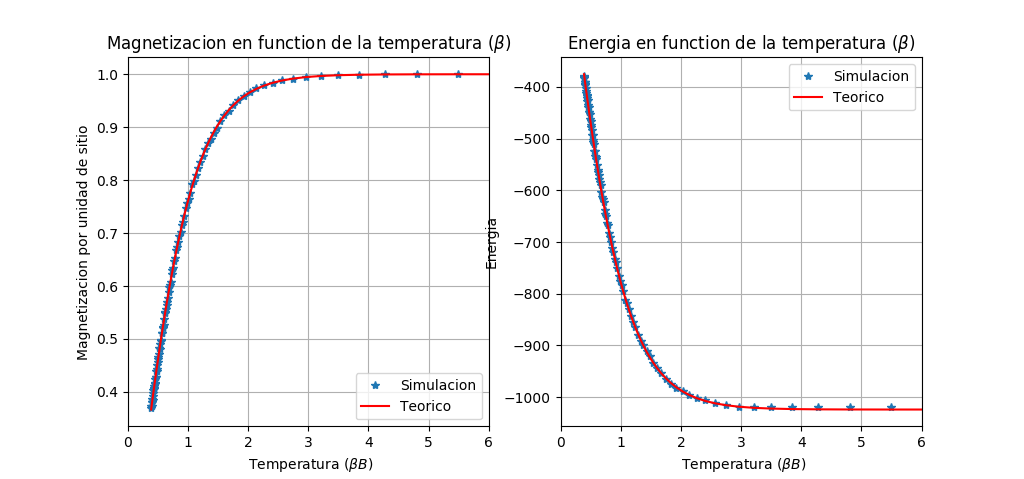 Magnetizacion en function de la temperatura (β)
Magnetizacion por unidad de sitio
1.0
0.9
0.8
0.7
0.6
0.5
0.4
0
1
2
3
4
5
6
Temperatura (βB)
Simulacion
Teorico
Energia en function de la temperatura (β)
Energia
−400
−500
−600
−700
−800
−900
−1000
0
1
2
3
4
5
6
Temperatura (βB)
Simulacion
Teorico